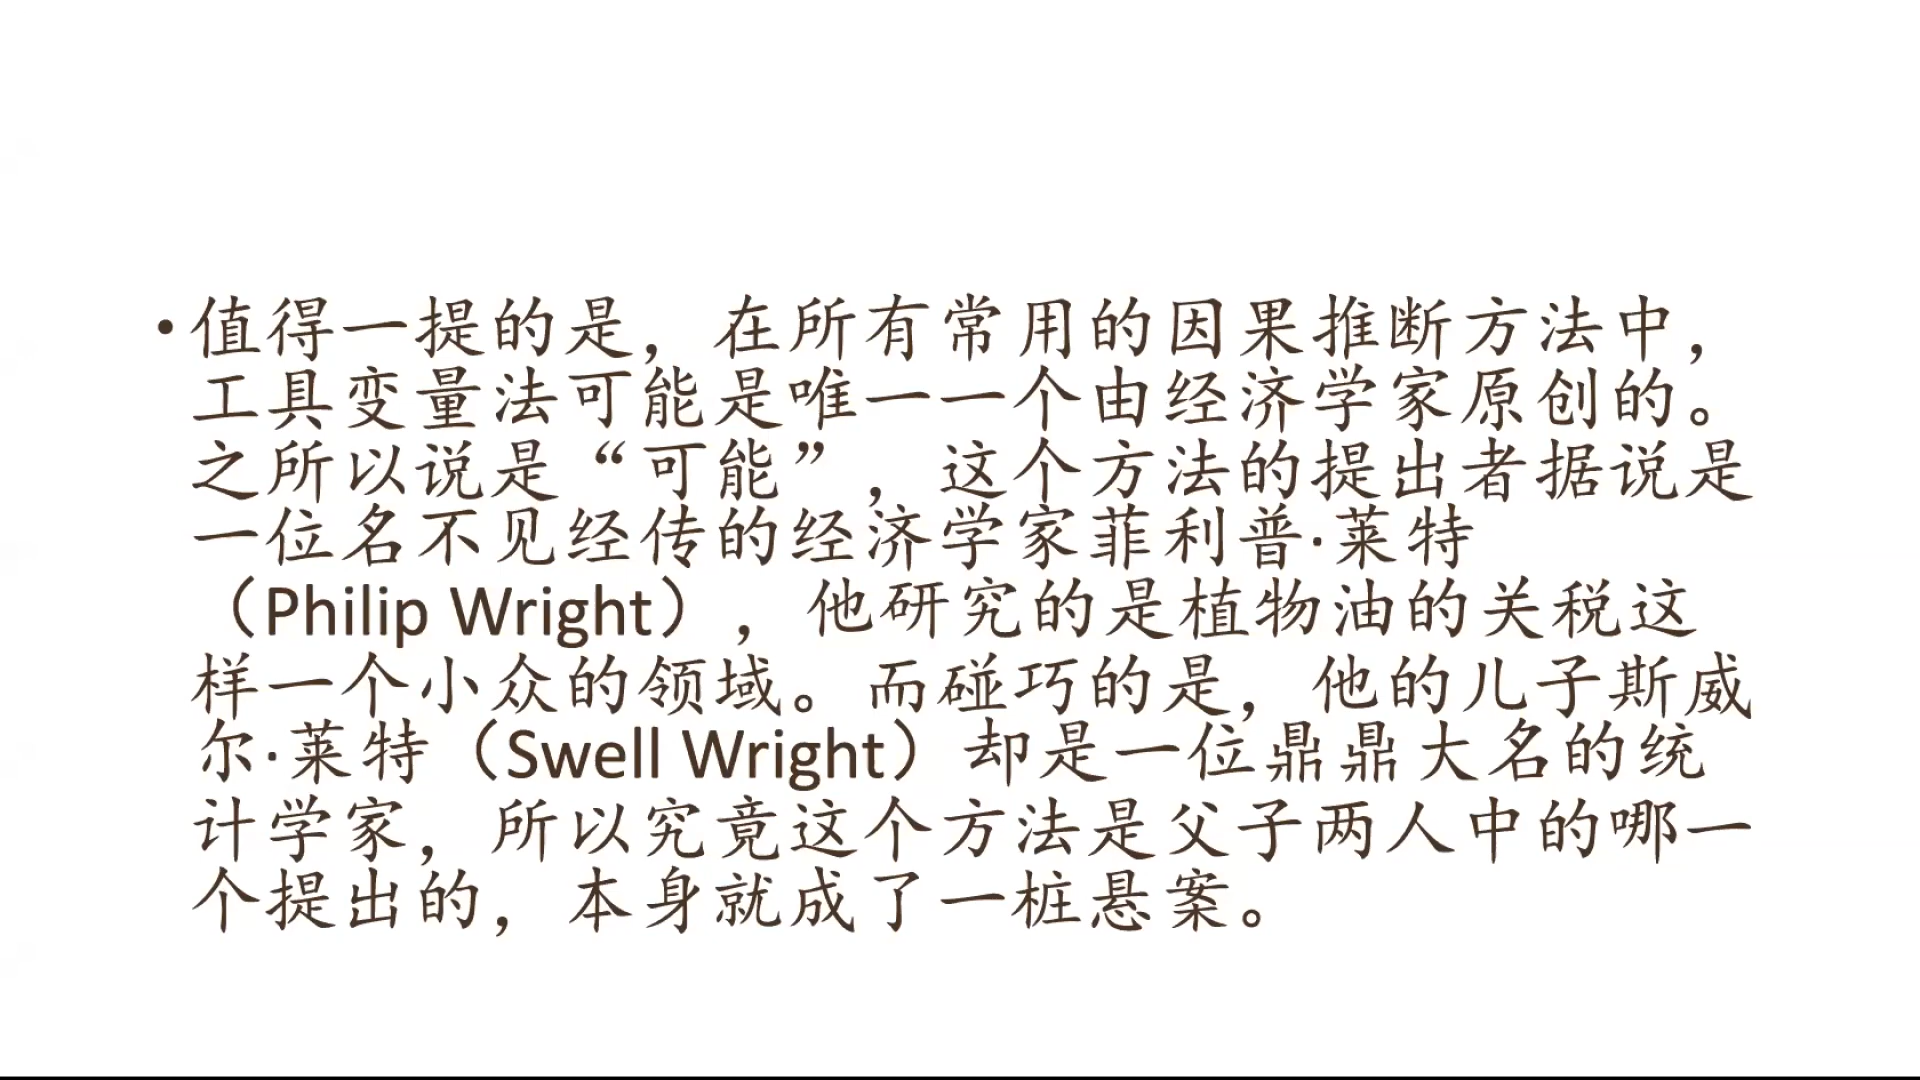 •值得一提的是，在所有常用的因果推断方法中，
工具变量法可能是唯一一个由经济学家原创的。
之所以说是“可能”，这个方法的提出者据说是
一位名不见经传的经济学家菲利普·莱特
（Philip Wright），他研究的是植物油的关税这
样一个小众的领域。而碰巧的是，他的儿子斯威
尔·莱特（Swell Wright）却是一位鼎鼎大名的统
计学家，所以究竟这个方法是父子两人中的哪一
个提出的，本身就成了一桩悬案。